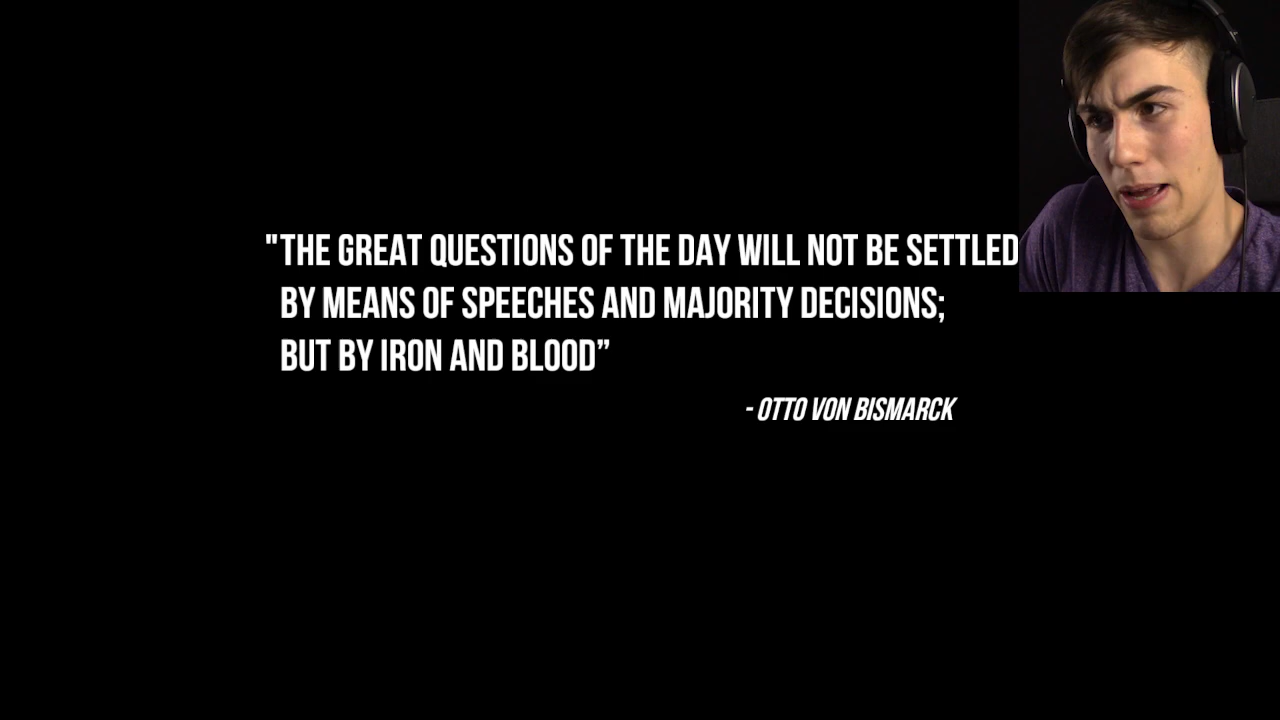 "THE GREAT QUESTIONS OF THE DAY WILL NOT BE SETTLED
BY MEANS OF SPEECHES AND MAJORITY DECISIONS;
BUT BY IRON AND BLOOD”
- OTTO VON BISMARCK